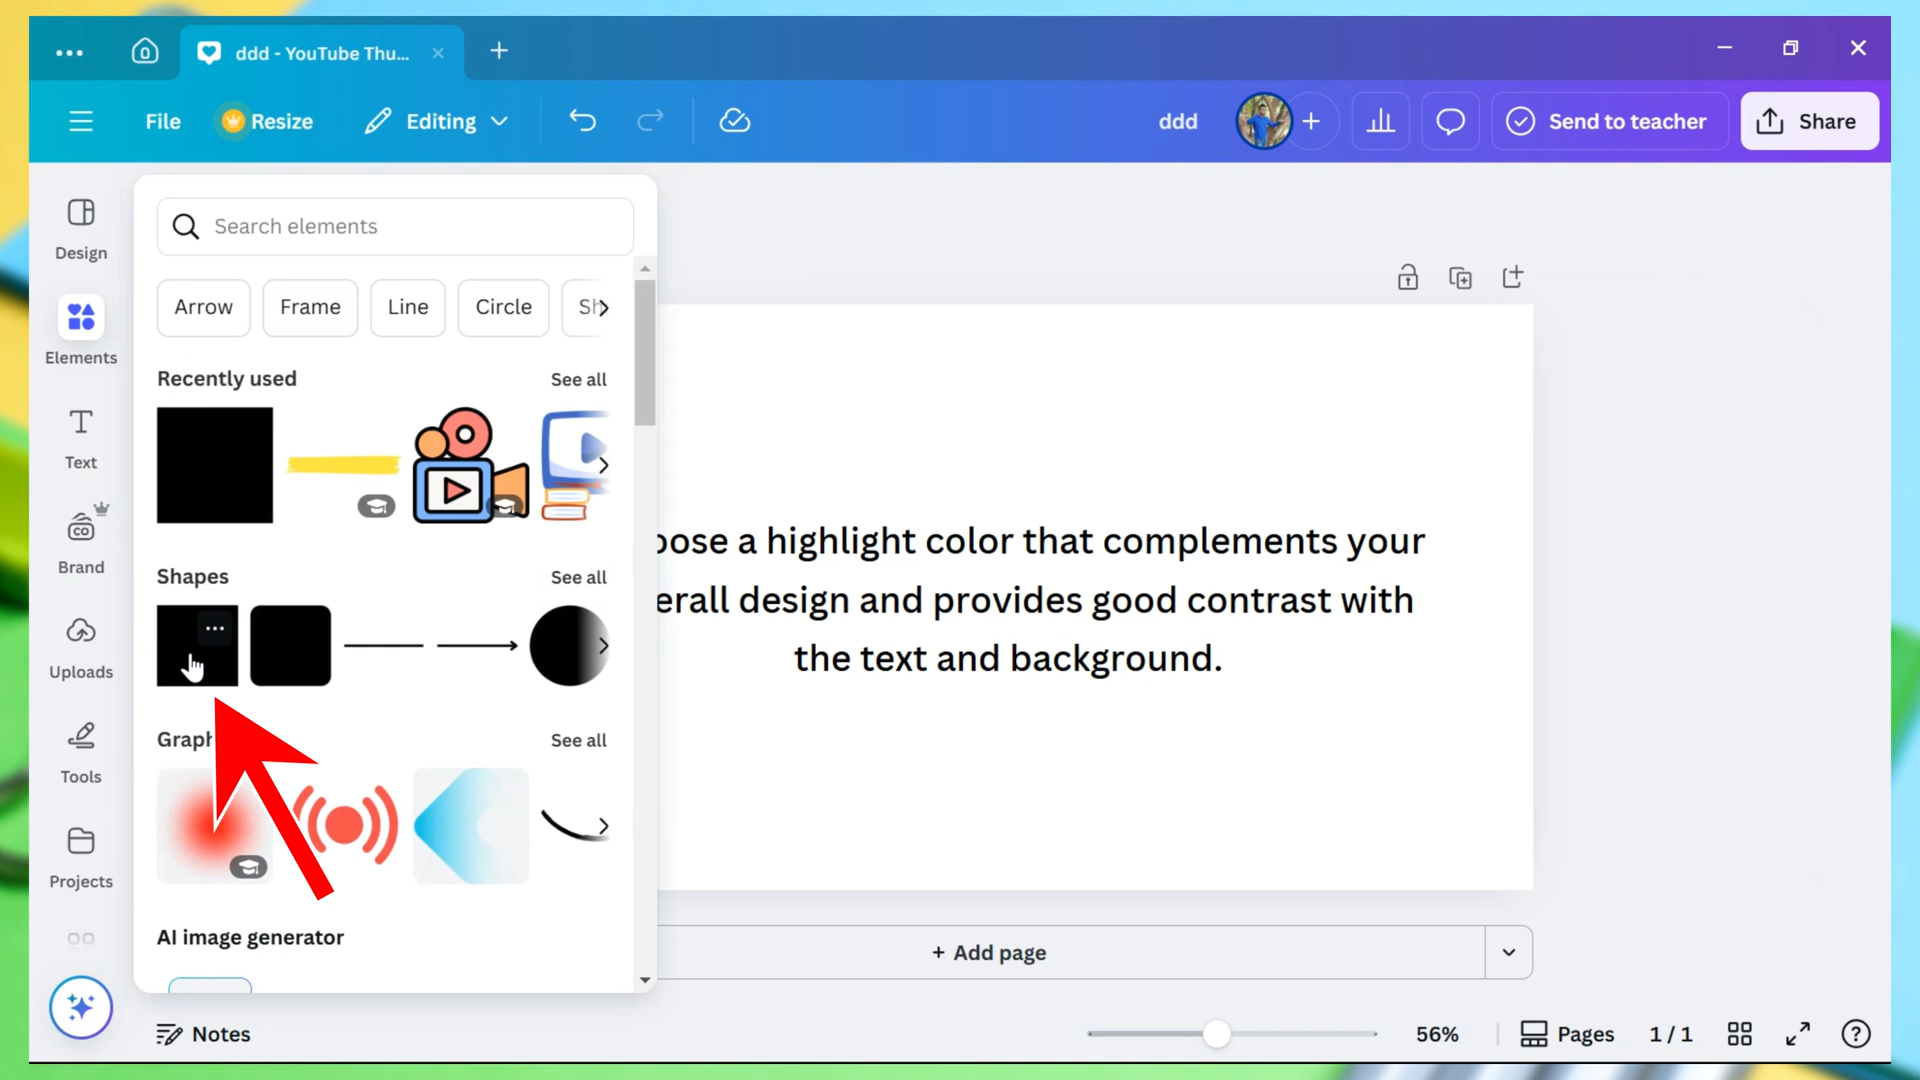 ddd - YouTube Thu...
File
Resize
Editing
ddd
Send to teacher
Share
Design
Elements
Text
Brand
Uploads
Tools
Projects
Search elements
Arrow
Frame
Line
Circle
Sh
Recently used
See all
Shapes
See all
Graph
See all
AI image generator
oose a highlight color that complements your
erall design and provides good contrast with
the text and background.
+ Add page
Notes
56%
Pages
1 / 1